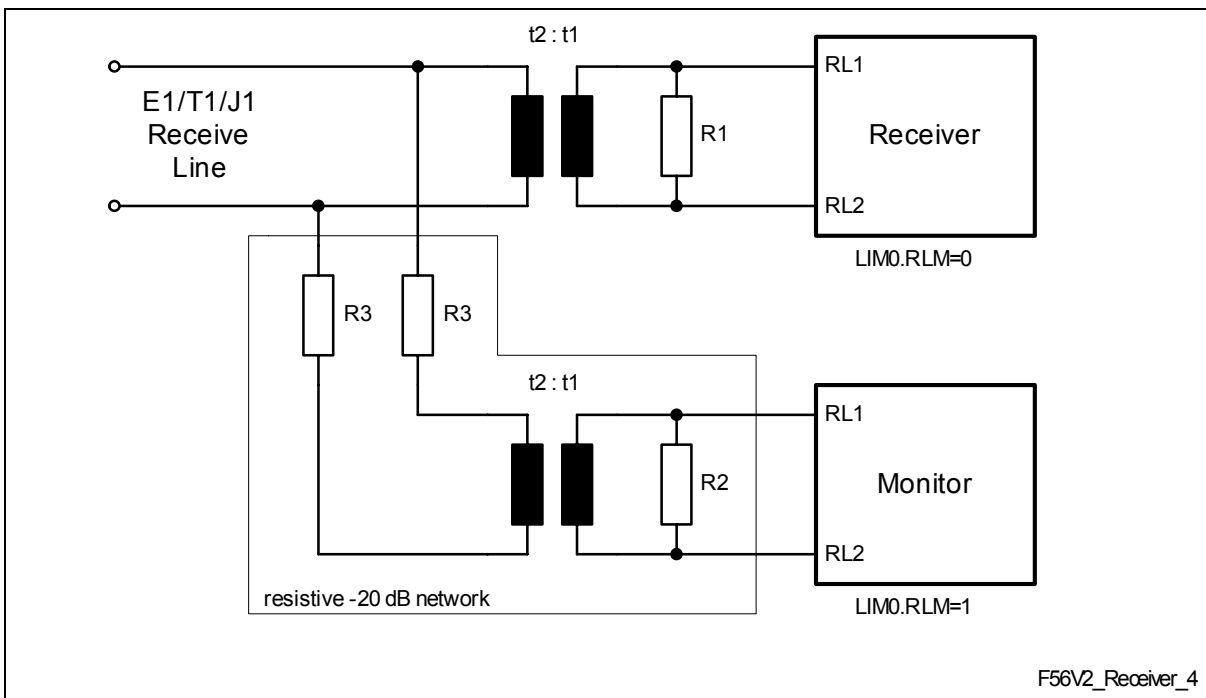 t2 : t1
E1/T1/J1
Receive
Line
RL1
R1
Receiver
RL2
LIM0.RLM=0
R3
R3
t2 : t1
RL1
R2
Monitor
RL2
resistive -20 dB network
LIM0.RLM=1
F56V2_Receiver_4